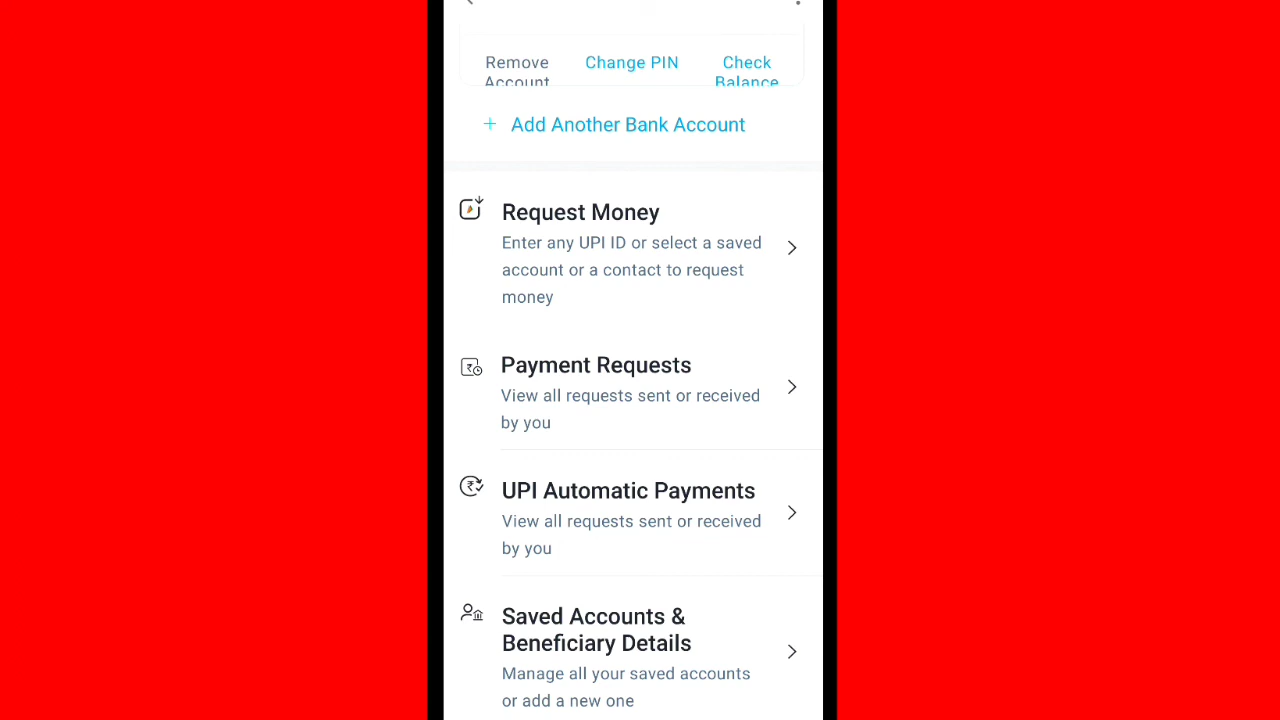 Remove Change PIN Check
Account Balance
+ Add Another Bank Account
Request Money
Enter any UPI ID or select a saved
account or a contact to request
money
Payment Requests
View all requests sent or received
by you
UPI Automatic Payments
View all requests sent or received
by you
Saved Accounts &
Beneficiary Details
Manage all your saved accounts
or add a new one